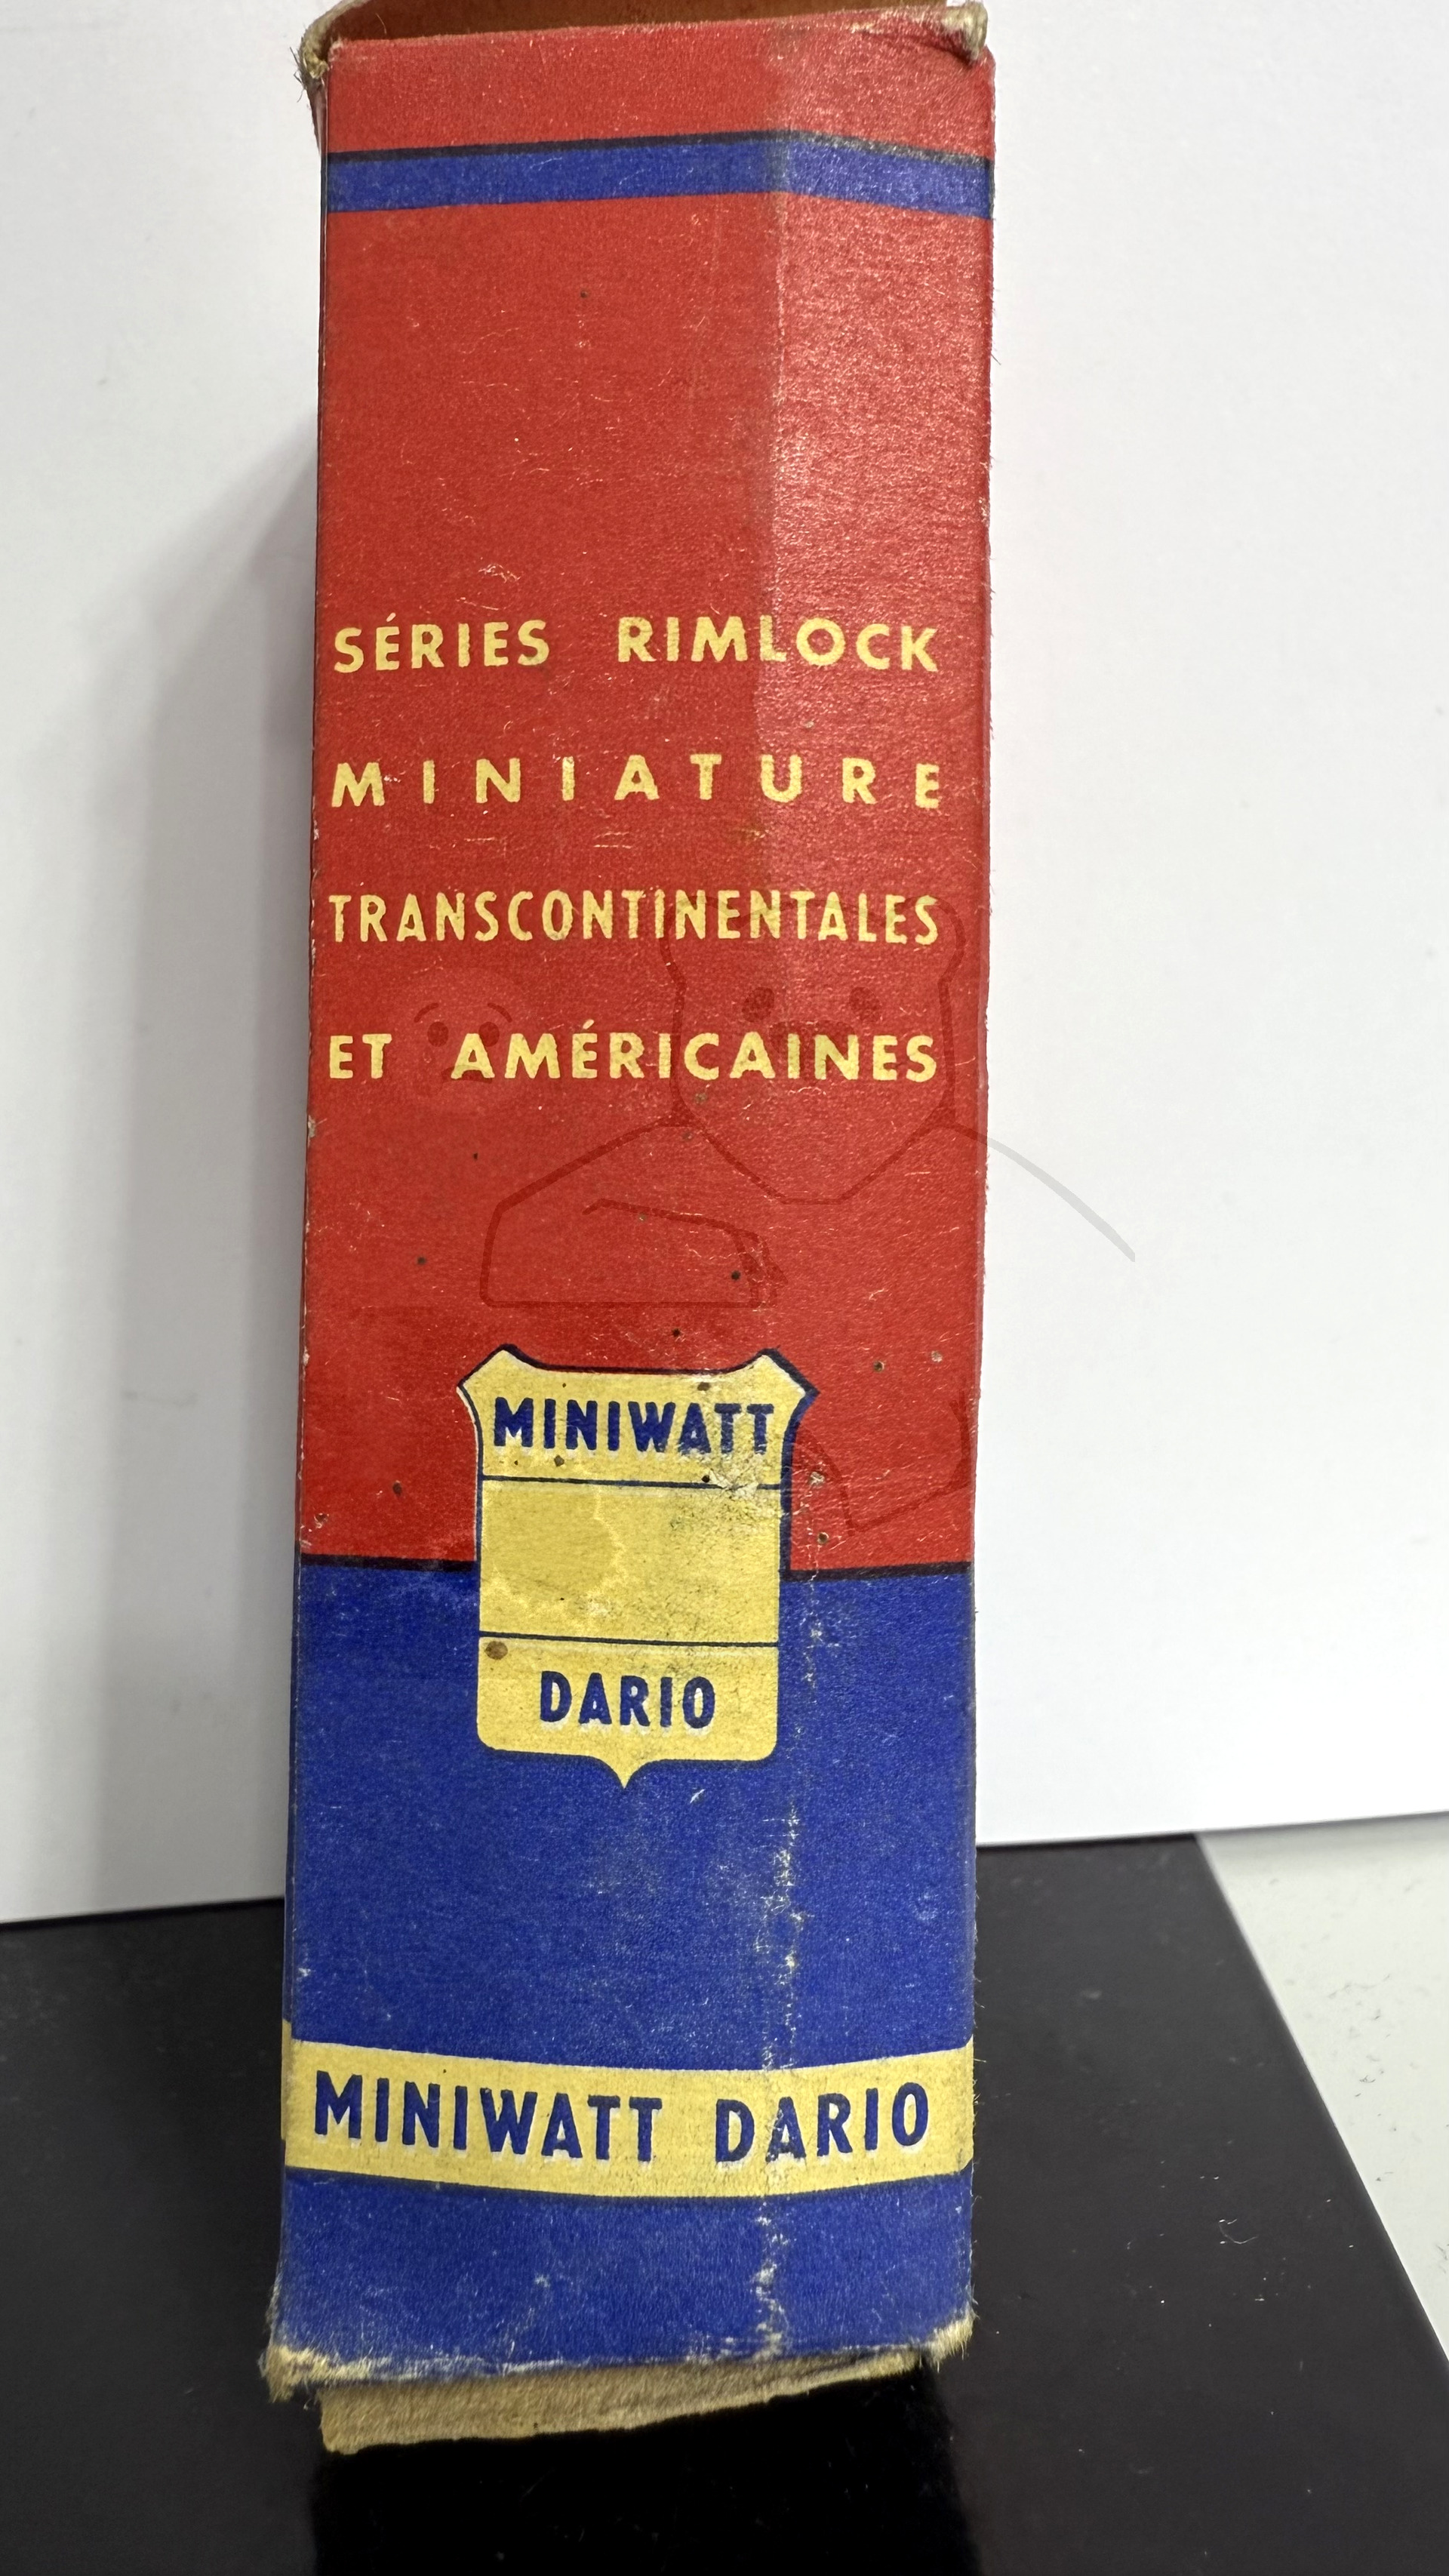 SÉRIES RIMLOCK
MINIATURE
TRANSCONTINENTALES
ET AMÉRICAINES
MINIWATT
DARIO
MINIWATT DARIO